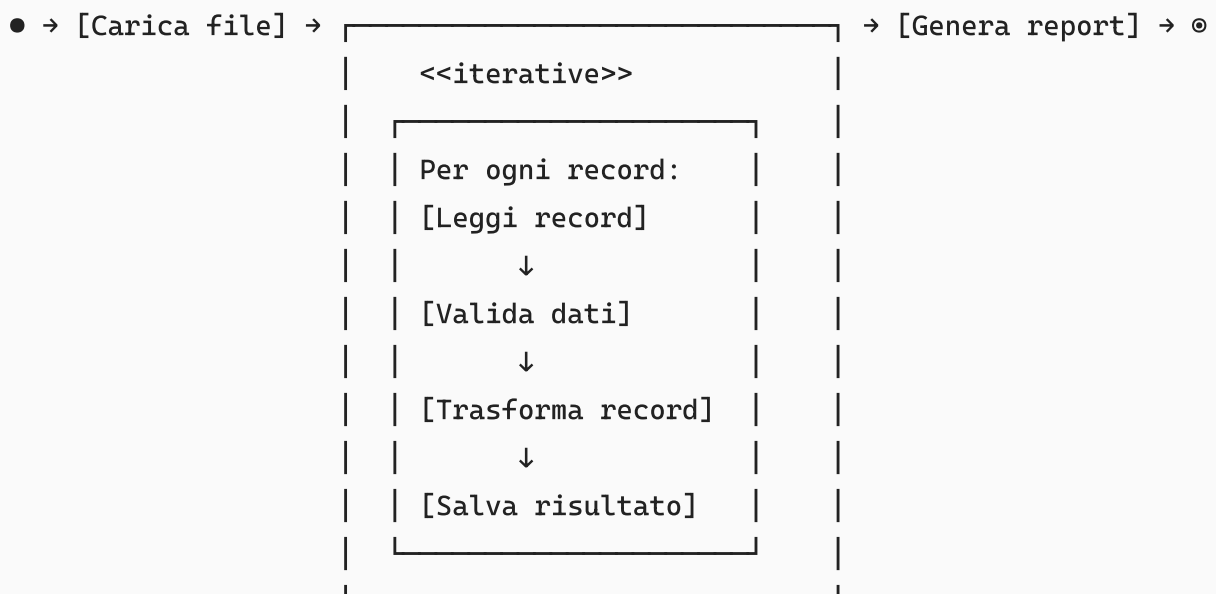 ● → [Carica file] → → [Genera report] → ◉
<<iterative>>
Per ogni record:
[Leggi record]
↓
[Valida dati]
↓
[Trasforma record]
↓
[Salva risultato]